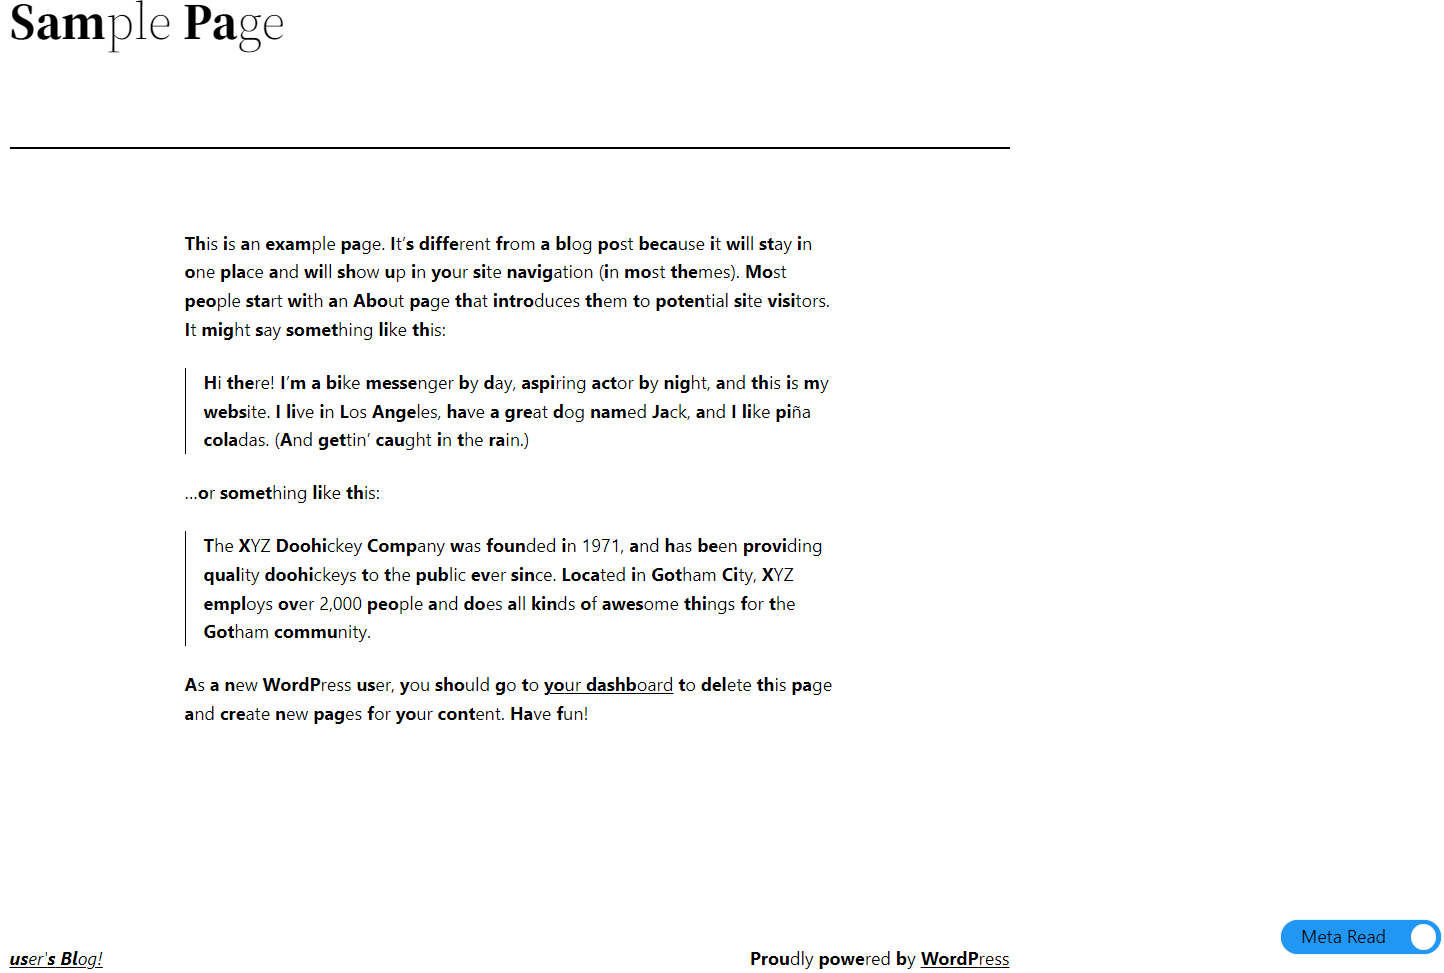 Sample Page
This is an example page. It’s different from a blog post because it will stay in
one place and will show up in your site navigation (in most themes). Most
people start with an About page that introduces them to potential site visitors.
It might say something like this:
Hi there! I’m a bike messenger by day, aspiring actor by night, and this is my
website. I live in Los Angeles, have a great dog named Jack, and I like piña
coladas. (And gettin’ caught in the rain.)
…or something like this:
The XYZ Doohickey Company was founded in 1971, and has been providing
quality doohickeys to the public ever since. Located in Gotham City, XYZ
employs over 2,000 people and does all kinds of awesome things for the
Gotham community.
As a new WordPress user, you should go to your dashboard to delete this page
and create new pages for your content. Have fun!
Meta Read
user's Blog!
Proudly powered by WordPress